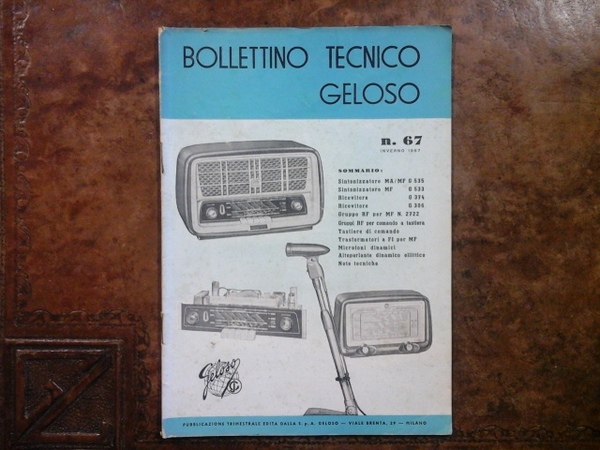 BOLLETTINO TECNICO
GELOSO
n. 67
INVERNO 1957
SOMMARIO:
Sintonizzatore MA/MF G 535
Sintonizzatore MF G 533
Ricevitore G 374
Ricevitore G 305
Gruppo RF per MF N. 2722
Gruppi RF per comando a tastiera
Tastiere di comando
Trasformatori a FI per MF
Microfoni dinamici
Altoparlante dinamico ellittico
Note tecniche
Geloso
PUBBLICAZIONE TRIMESTRALE EDITA DALLA S. p. A. GELOSO — VIALE BRENTA, 29 — MILANO